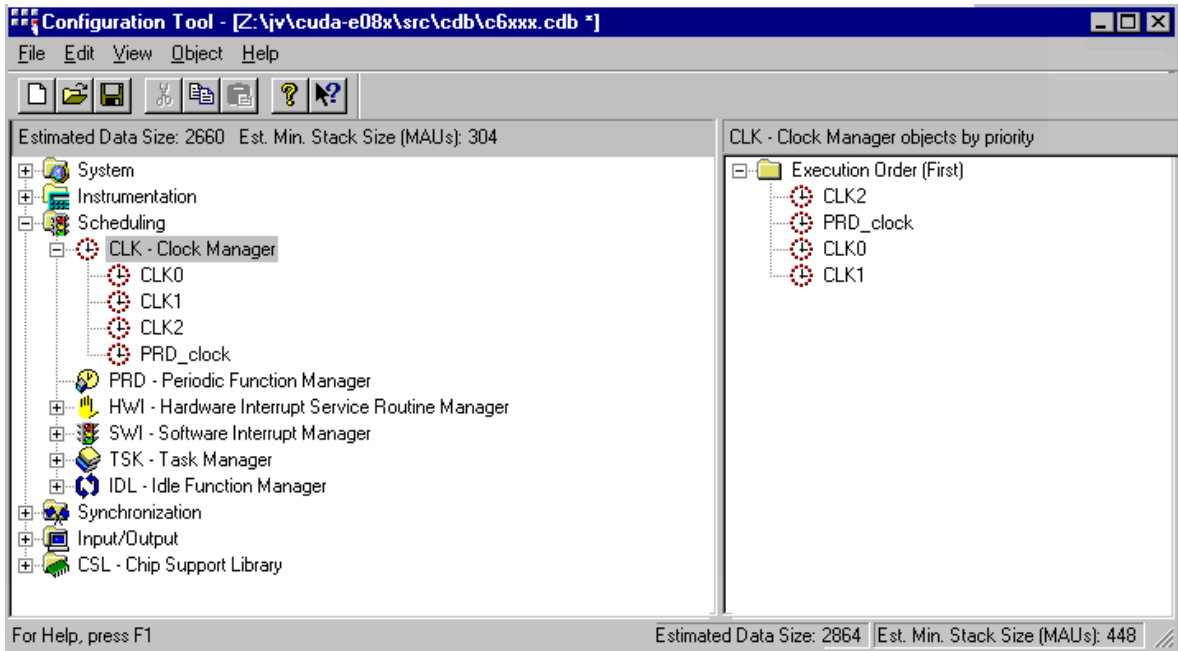 Configuration Tool - [Z:\jv\cuda-e08x\src\cdb\c6xxx.cdb *]
File Edit View Object Help
Estimated Data Size: 2660 Est. Min. Stack Size (MAUs): 304
System
Instrumentation
Scheduling
CLK - Clock Manager
CLK0
CLK1
CLK2
PRD_clock
PRD - Periodic Function Manager
HWI - Hardware Interrupt Service Routine Manager
SWI - Software Interrupt Manager
TSK - Task Manager
IDL - Idle Function Manager
Synchronization
Input/Output
CSL - Chip Support Library
CLK - Clock Manager objects by priority
Execution Order (First)
CLK2
PRD_clock
CLK0
CLK1
For Help, press F1
Estimated Data Size: 2864 Est. Min. Stack Size (MAUs): 448